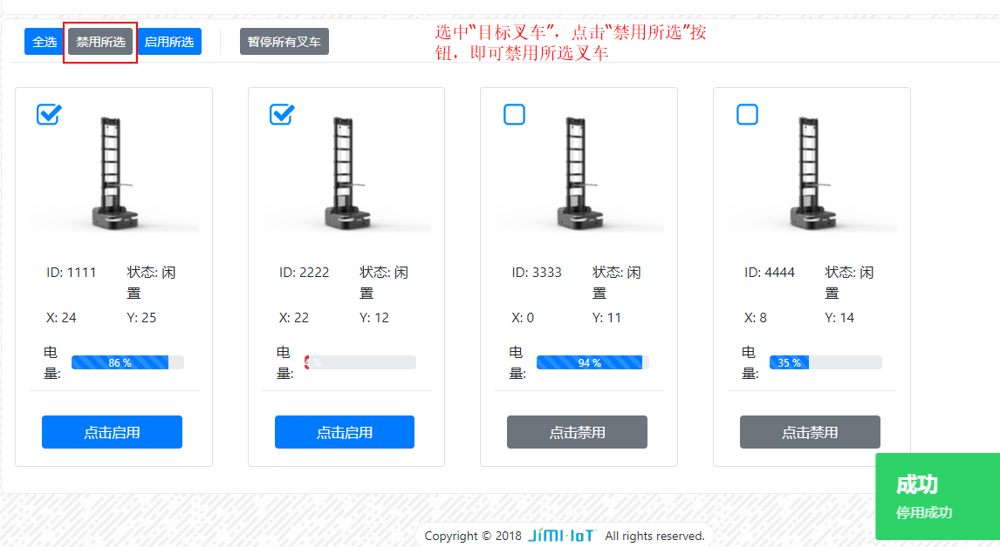 全选 禁用所选 启用所选 暂停所有叉车
选中“目标叉车”，点击“禁用所选”按
钮，即可禁用所选叉车
ID: 1111 状态: 闲
置
X: 24 Y: 25
电
量:
86 %
点击启用
ID: 2222 状态: 闲
置
X: 22 Y: 12
电
量:
4 %
点击启用
ID: 3333 状态: 闲
置
X: 0 Y: 11
电
量:
94 %
点击禁用
ID: 4444 状态: 闲
置
X: 8 Y: 14
电
量:
35 %
点击禁用
成功
停用成功
Copyright © 2018 JIMI·IoT All rights reserved.